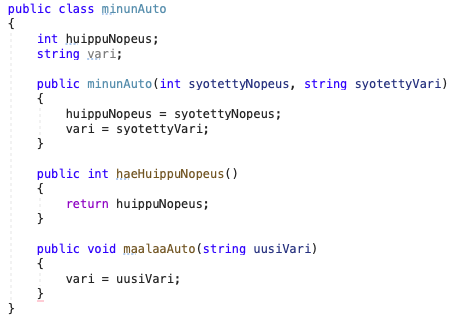 public class minunAuto
{
    int huippuNopeus;
    string vari;

    public minunAuto(int syotettyNopeus, string syotettyVari)
    {
        huippuNopeus = syotettyNopeus;
        vari = syotettyVari;
    }

    public int haeHuippuNopeus()
    {
        return huippuNopeus;
    }

    public void maalaaAuto(string uusiVari)
    {
        vari = uusiVari;
    }
}